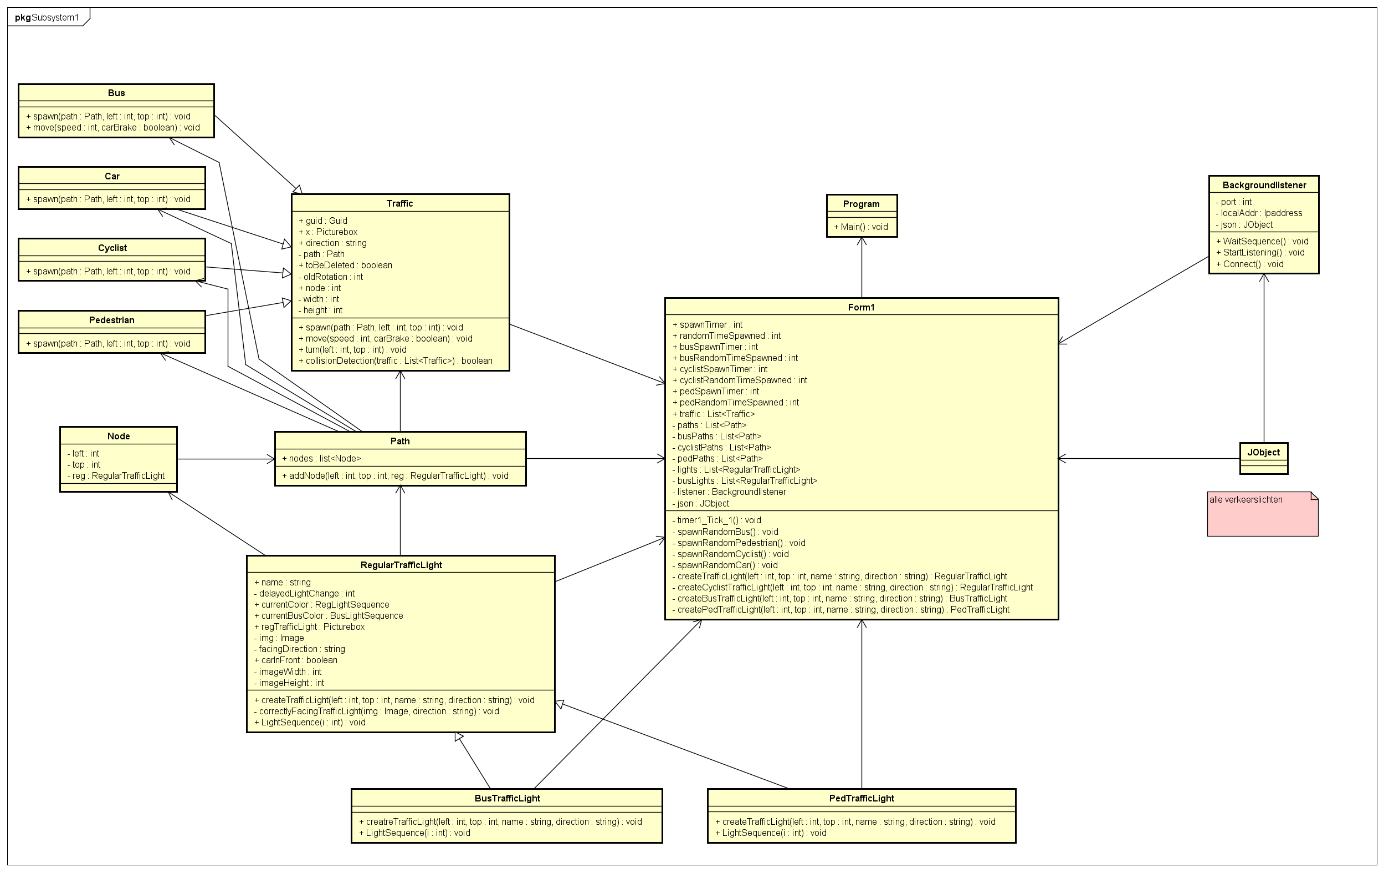 pkg Subsystem1
Bus
+ spawn(path : Path, left : int, top : int) : void
+ move(speed : int, carBrake : boolean) : void
Car
+ spawn(path : Path, left : int, top : int) : void
Cyclist
+ spawn(path : Path, left : int, top : int) : void
Pedestrian
+ spawn(path : Path, left : int, top : int) : void
Traffic
+ guid : Guid
+ x : Picturebox
+ direction : string
- path : Path
+ toBeDeleted : boolean
- oldRotation : int
+ node : int
- width : int
- height : int
+ spawn(path : Path, left : int, top : int) : void
+ move(speed : int, carBrake : boolean) : void
+ turn(left : int, top : int) : void
+ collisionDetection(traffic : List<Traffic>) : boolean
Program
+ Main() : void
Backgroundlistener
- port : int
- localAddr : Ipaddress
- json : JObject
+ WaitSequence() : void
+ StartListening() : void
+ Connect() : void
Form1
+ spawnTimer : int
+ randomTimeSpawned : int
+ busSpawnTimer : int
+ busRandomTimeSpawned : int
+ cyclistSpawnTimer : int
+ cyclistRandomTimeSpawned : int
+ pedSpawnTimer : int
+ pedRandomTimeSpawned : int
+ traffic : List<Traffic>
- paths : List<Path>
- busPaths : List<Path>
- cyclistPaths : List<Path>
- pedPaths : List<Path>
- lights : List<RegularTrafficLight>
- busLights : List<RegularTrafficLight>
- listener : Backgroundlistener
- json : JObject
- timer1_Tick_1() : void
- spawnRandomBus() : void
- spawnRandomPedestrian() : void
- spawnRandomCyclist() : void
- spawnRandomCar() : void
- createTrafficLight(left : int, top : int, name : string, direction : string) : RegularTrafficLight
- createCyclistTrafficLight(left : int, top : int, name : string, direction : string) : RegularTrafficLight
- createBusTrafficLight(left : int, top : int, name : string, direction : string) : BusTrafficLight
- createPedTrafficLight(left : int, top : int, name : string, direction : string) : PedTrafficLight
Node
- left : int
- top : int
- reg : RegularTrafficLight
Path
+ nodes : list<Node>
+ addNode(left : int, top : int, reg : RegularTrafficLight) : void
JObject
alle verkeerslichten
RegularTrafficLight
+ name : string
- delayedLightChange : int
+ currentColor : RegLightSequence
+ currentBusColor : BusLightSequence
+ regTrafficLight : Picturebox
- img : Image
- facingDirection : string
+ carInFront : boolean
- imageWidth : int
- imageHeight : int
+ createTrafficLight(left : int, top : int, name : string, direction : string) : void
- correctlyFacingTrafficLight(img : Image, direction : string) : void
+ LightSequence(i : int) : void
BusTrafficLight
+ creatreTrafficLight(left : int, top : int, name : string, direction : string) : void
+ LightSequence(i : int) : void
PedTrafficLight
+ createTrafficLight(left : int, top : int, name : string, direction : string) : void
+ LightSequence(i : int) : void